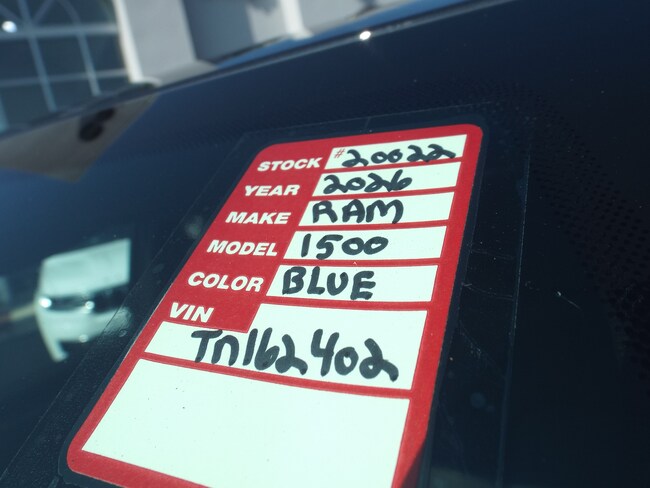 STOCK #20022
YEAR 2026
MAKE RAM
MODEL 1500
COLOR BLUE
VIN
Tn162402